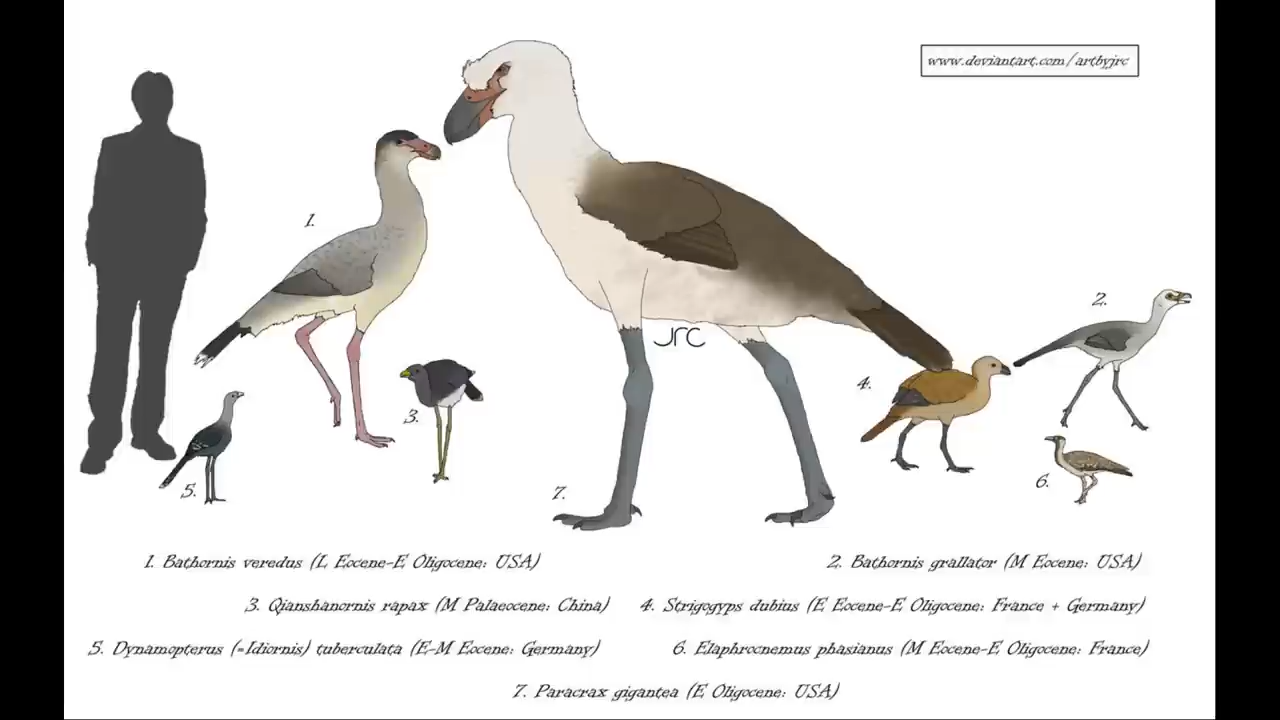 www.deviantart.com/artbyjrc
1.
2.
JrC
3.
4.
5.
6.
7.
1. Bathornis veredus (L Eocene-E Oligocene: USA)
2. Bathornis grallator (M Eocene: USA)
3. Qianshanornis rapax (M Palaeocene: China)
4. Strigogyps dubius (E Eocene-E Oligocene: France + Germany)
5. Dynamopterus (=Idiornis) tuberculata (E-M Eocene: Germany)
6. Elaphrocnemus phasianus (M Eocene-E Oligocene: France)
7. Paracrax gigantea (E Oligocene: USA)